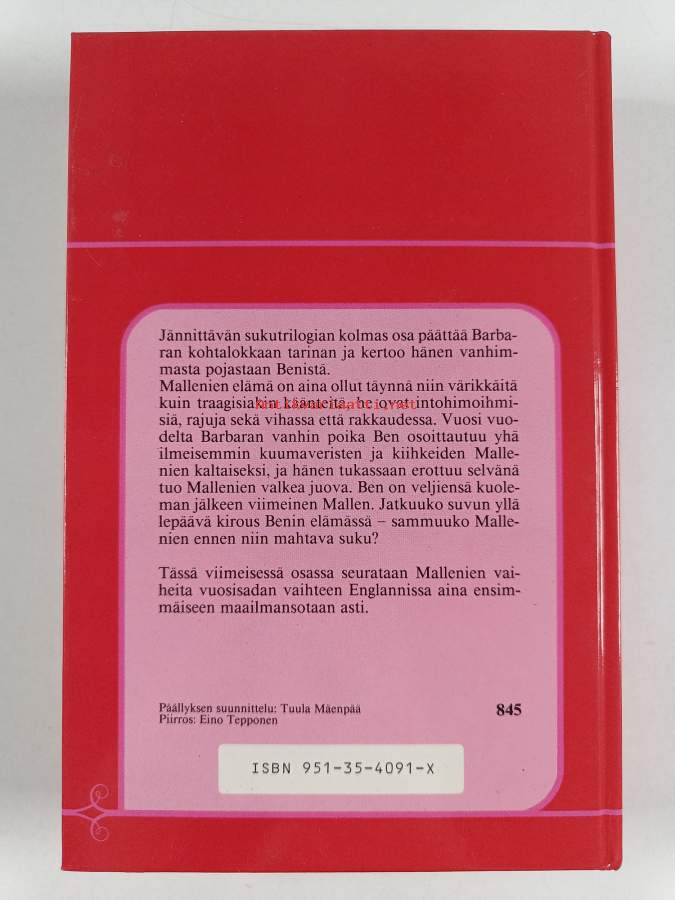 Jännittävän sukutrilogian kolmas osa päättää Barba-
ran kohtalokkaan tarinan ja kertoo hänen vanhim-
masta pojastaan Benistä.
Mallenien elämä on aina ollut täynnä niin värikkäitä
kuin traagisiakin käänteitä, he ovat intohimoihmi-
siä, rajuja sekä vihassa että rakkaudessa. Vuosi vuo-
delta Barbaran vanhin poika Ben osoittautuu yhä
ilmeisemmin kuumaveristen ja kiihkeiden Malle-
nien kaltaiseksi, ja hänen tukassaan erottuu selvänä
tuo Mallenien valkea juova. Ben on veljiensä kuole-
man jälkeen viimeinen Mallen. Jatkuuko suvun yllä
lepäävä kirous Benin elämässä – sammuuko Malle-
nien ennen niin mahtava suku?
Tässä viimeisessä osassa seurataan Mallenien vai-
heita vuosisadan vaihteen Englannissa aina ensim-
mäiseen maailmansotaan asti.
Päällyksen suunnittelu: Tuula Mäenpää
Piirros: Eino Tepponen
845
ISBN 951-35-4091-X